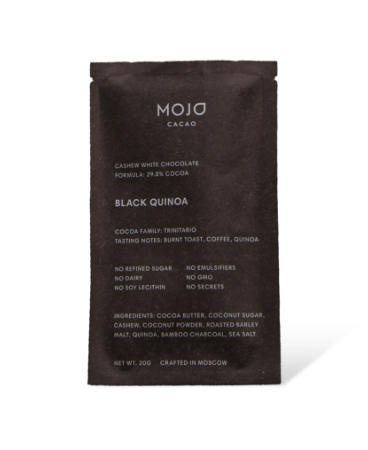 MOJO
CACAO
CASHEW WHITE CHOCOLATE
FORMULA: 29.8% COCOA
BLACK QUINOA
COCOA FAMILY: TRINITARIO
TASTING NOTES: BURNT TOAST, COFFEE, QUINOA
NO REFINED SUGAR NO EMULSIFIERS
NO DAIRY NO GMO
NO SOY LECITHIN NO SECRETS
INGREDIENTS: COCOA BUTTER, COCONUT SUGAR,
CASHEW, COCONUT POWDER, ROASTED BARLEY
MALT, QUINOA, BAMBOO CHARCOAL, SEA SALT.
NET WT. 20G CRAFTED IN MOSCOW